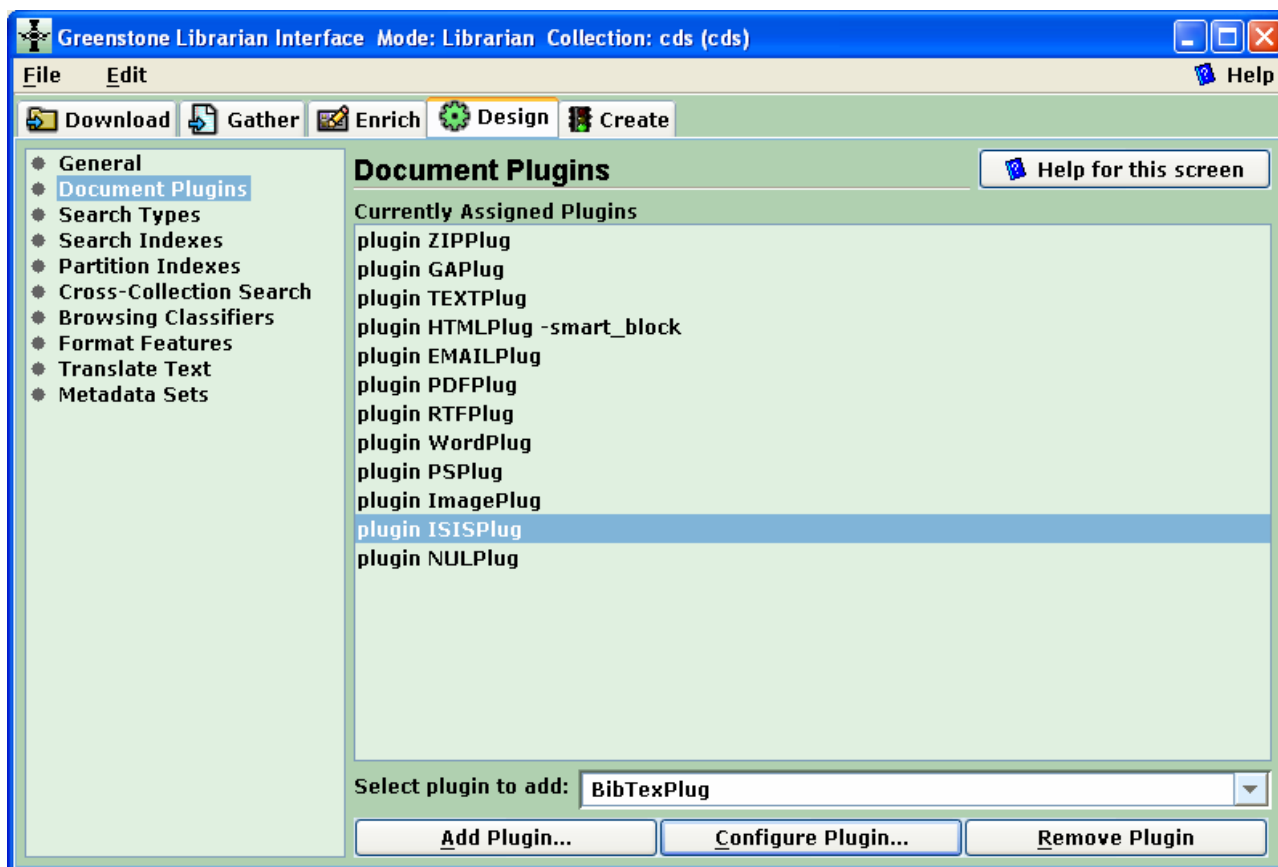 Greenstone Librarian Interface  Mode: Librarian  Collection: cds (cds)
File Edit Help
Download Gather Enrich Design Create
General
Document Plugins
Search Types
Search Indexes
Partition Indexes
Cross-Collection Search
Browsing Classifiers
Format Features
Translate Text
Metadata Sets
Document Plugins Help for this screen
Currently Assigned Plugins
plugin ZIPPlug
plugin GAPlug
plugin TEXTPlug
plugin HTMLPlug -smart_block
plugin EMAILPlug
plugin PDFPlug
plugin RTFPlug
plugin WordPlug
plugin PSPlug
plugin ImagePlug
plugin ISISPlug
plugin NULPlug
Select plugin to add: BibTexPlug
Add Plugin... Configure Plugin... Remove Plugin